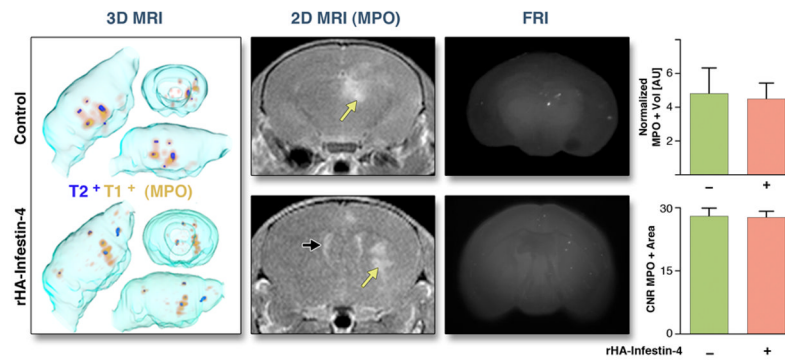 3D MRI
2D MRI (MPO)
FRI
Control
T2 + T1 + (MPO)
rHA-Infestin-4
Normalized
MPO + Vol [AU]
6
4
2
– +
CNR MPO + Area
30
15
0
rHA-Infestin-4 – +